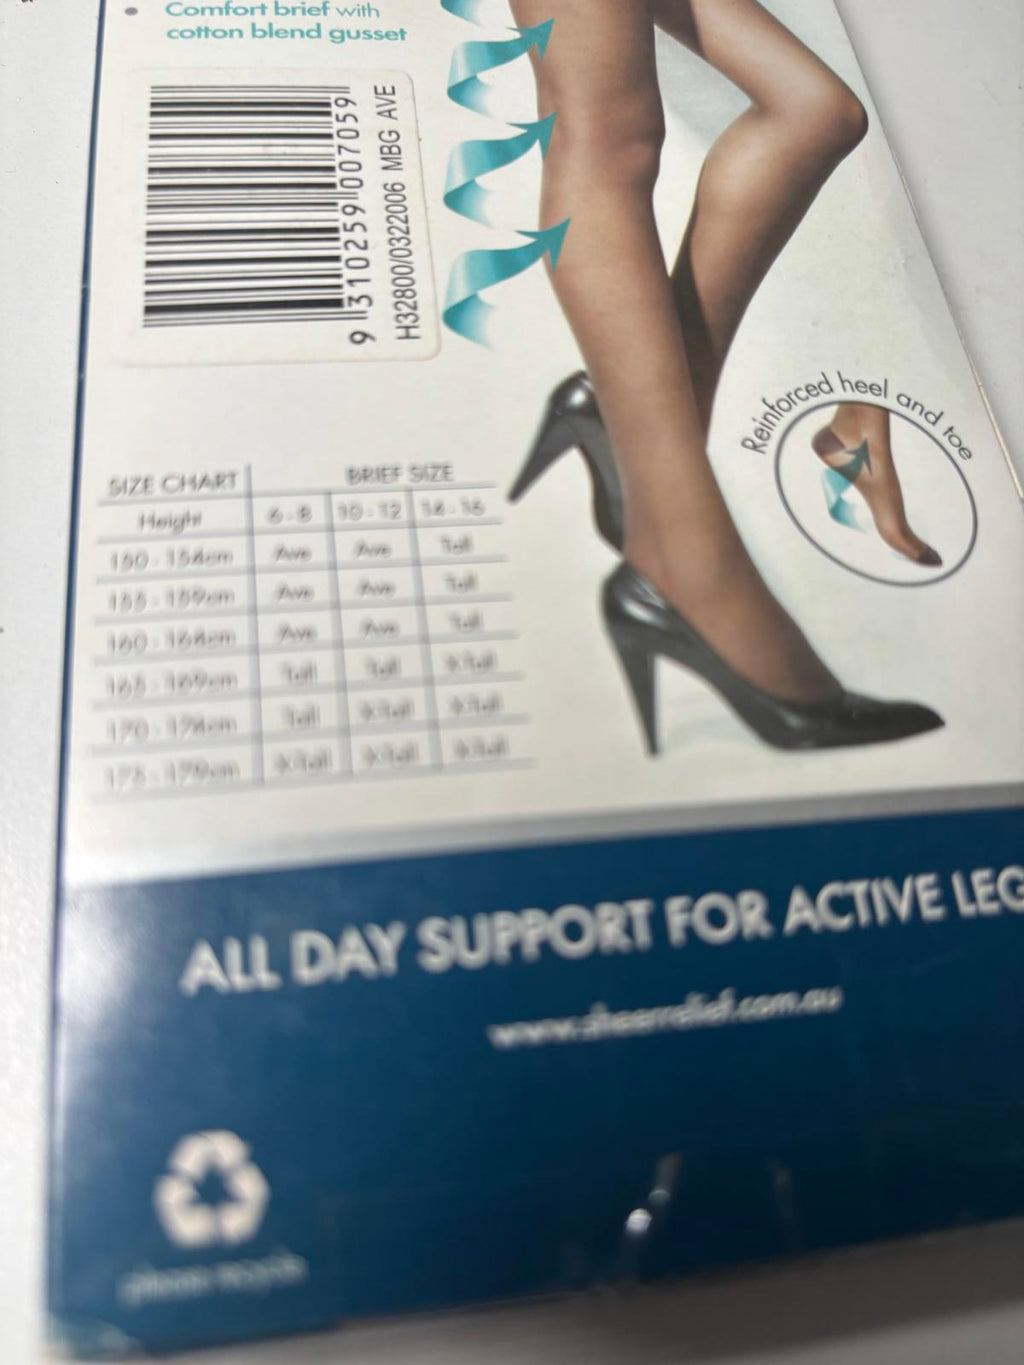 • Comfort brief with
cotton blend gusset
9 310259 007059
H32800/0322006 MBG AVE
Reinforced heel and toe
SIZE CHART BRIEF SIZE
Height 6 - 8 10 - 12 14 - 16
150 - 154cm Ave Ave Tall
155 - 159cm Ave Ave Tall
160 - 164cm Ave Ave Tall
165 - 169cm Tall Tall X-Tall
170 - 174cm Tall X-Tall X-Tall
175 - 179cm X-Tall X-Tall X-Tall
ALL DAY SUPPORT FOR ACTIVE LEG
www.sheerrelief.com.au
please recycle